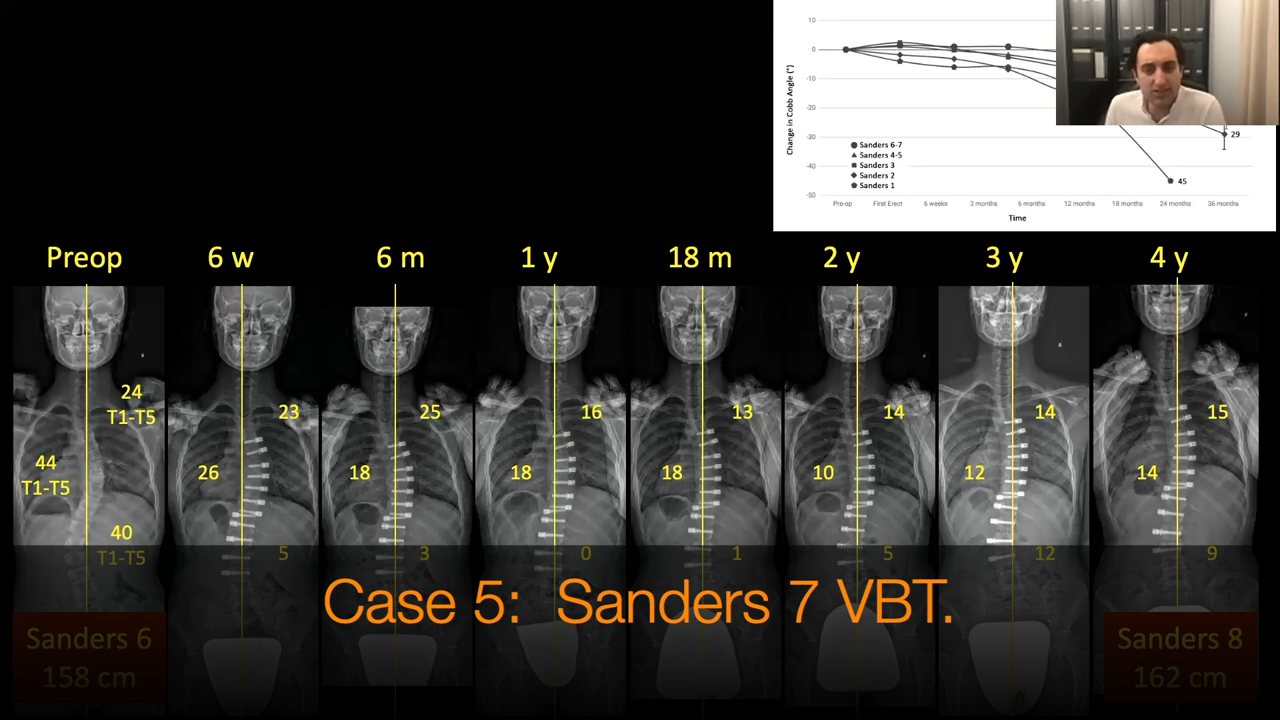 10
0
-10
-20
-30
-40
-50
Change in Cobb Angle (°)
Sanders 6-7
Sanders 4-5
Sanders 3
Sanders 2
Sanders 1
29
45
Pre-op First Erect 6 weeks 3 months 6 months 12 months 18 months 24 months 36 months
Time
Preop 6 w 6 m 1 y 18 m 2 y 3 y 4 y
24
T1-T5
44
T1-T5
40
T1-T5
23 25 16 13 14 14 15
26 18 18 18 10 12 14
5 3 0 1 5 12 9
Case 5: Sanders 7 VBT.
Sanders 6
158 cm
Sanders 8
162 cm